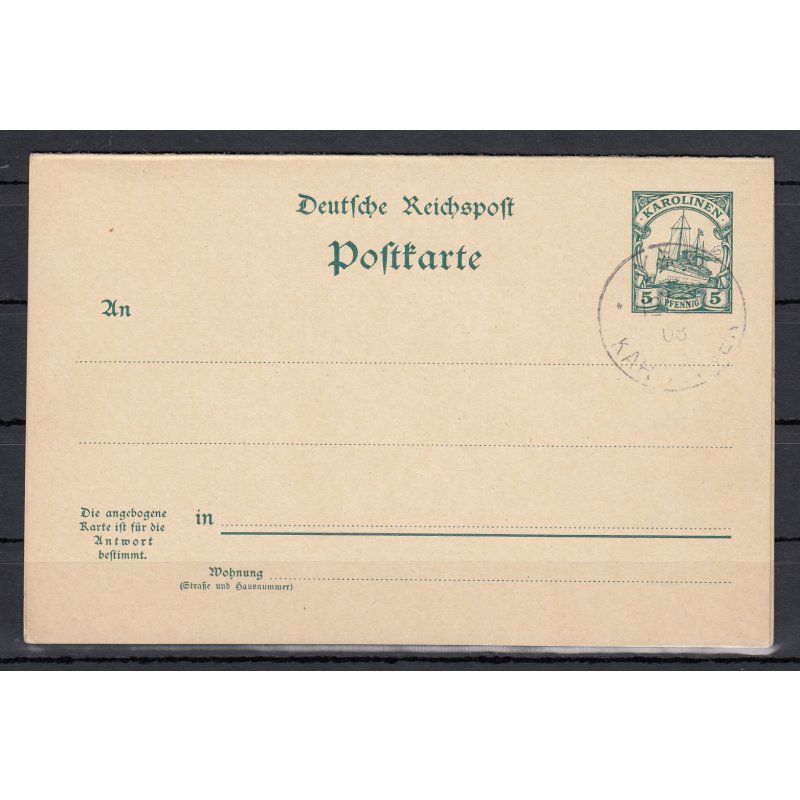 Deutsche Reichspost
Postkarte
KAROLINEN
5 PFENNIG 5
08
An
Die angebogene
Karte ist für die
Antwort
bestimmt.
in
Wohnung
(Straße und Hausnummer)